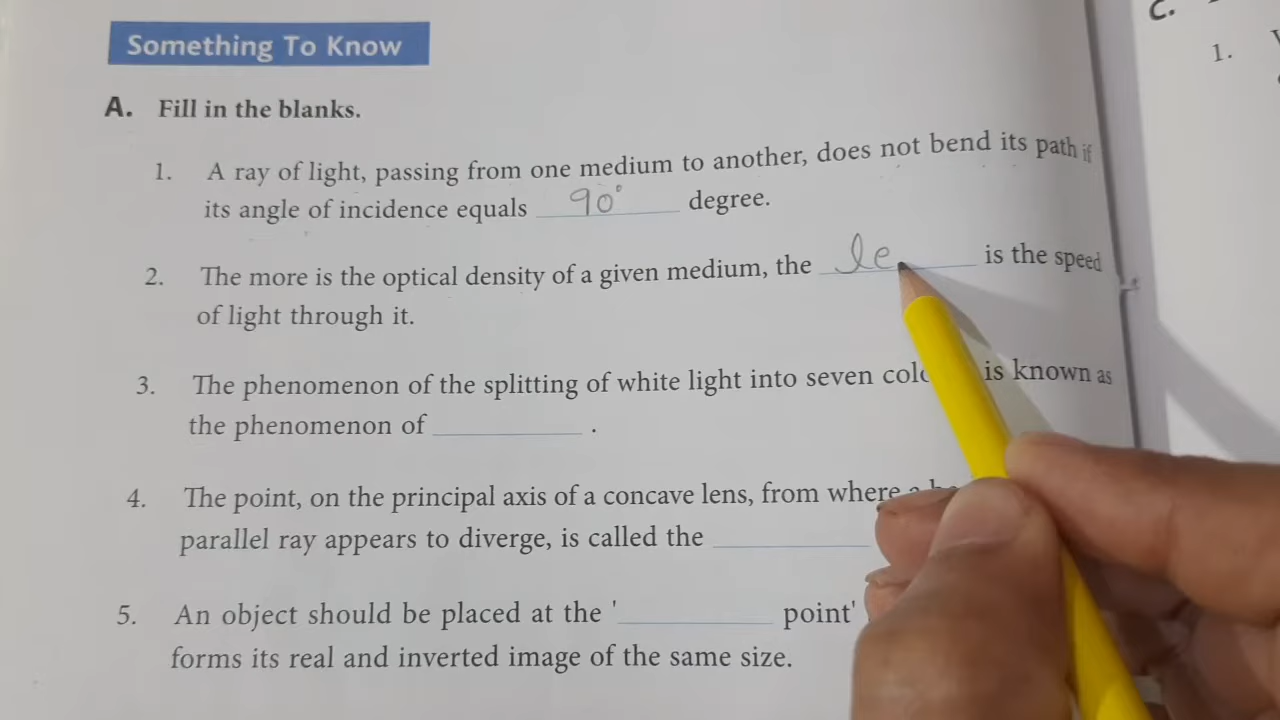 Something To Know
A. Fill in the blanks.
1. A ray of light, passing from one medium to another, does not bend its path if
its angle of incidence equals 90° degree.
2. The more is the optical density of a given medium, the le is the speed
of light through it.
3. The phenomenon of the splitting of white light into seven is known as
the phenomenon of .
4. The point, on the principal axis of a concave lens, from where a
parallel ray appears to diverge, is called the
5. An object should be placed at the ' point'
forms its real and inverted image of the same size.
C.
1.